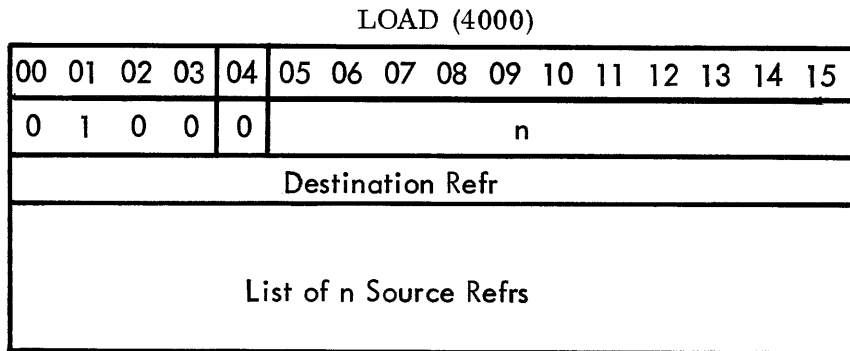 LOAD (4000)
00 01 02 03 04 05 06 07 08 09 10 11 12 13 14 15
0 1 0 0 0 n
Destination Refr
List of n Source Refrs